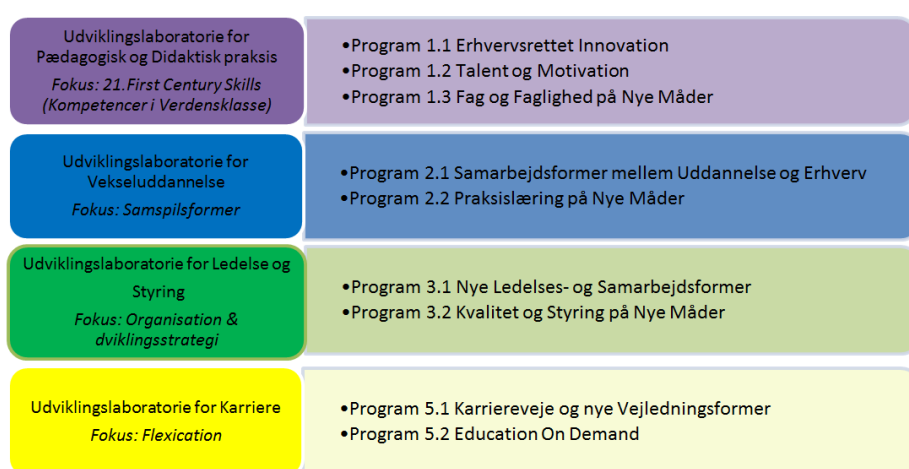 Udviklingslaboratorie for
Pædagogisk og Didaktisk praksis
Fokus: 21.First Century Skills
(Kompetencer i Verdensklasse)
•Program 1.1 Erhvervsrettet Innovation
•Program 1.2 Talent og Motivation
•Program 1.3 Fag og Faglighed på Nye Måder
Udviklingslaboratorie for
Vekseluddannelse
Fokus: Samspilsformer
•Program 2.1 Samarbejdsformer mellem Uddannelse og Erhverv
•Program 2.2 Praksislæring på Nye Måder
Udviklingslaboratorie for Ledelse og
Styring
Fokus: Organisation &
dviklingsstrategi
•Program 3.1 Nye Ledelses- og Samarbejdsformer
•Program 3.2 Kvalitet og Styring på Nye Måder
Udviklingslaboratorie for Karriere
Fokus: Flexication
•Program 5.1 Karriereveje og nye Vejledningsformer
•Program 5.2 Education On Demand